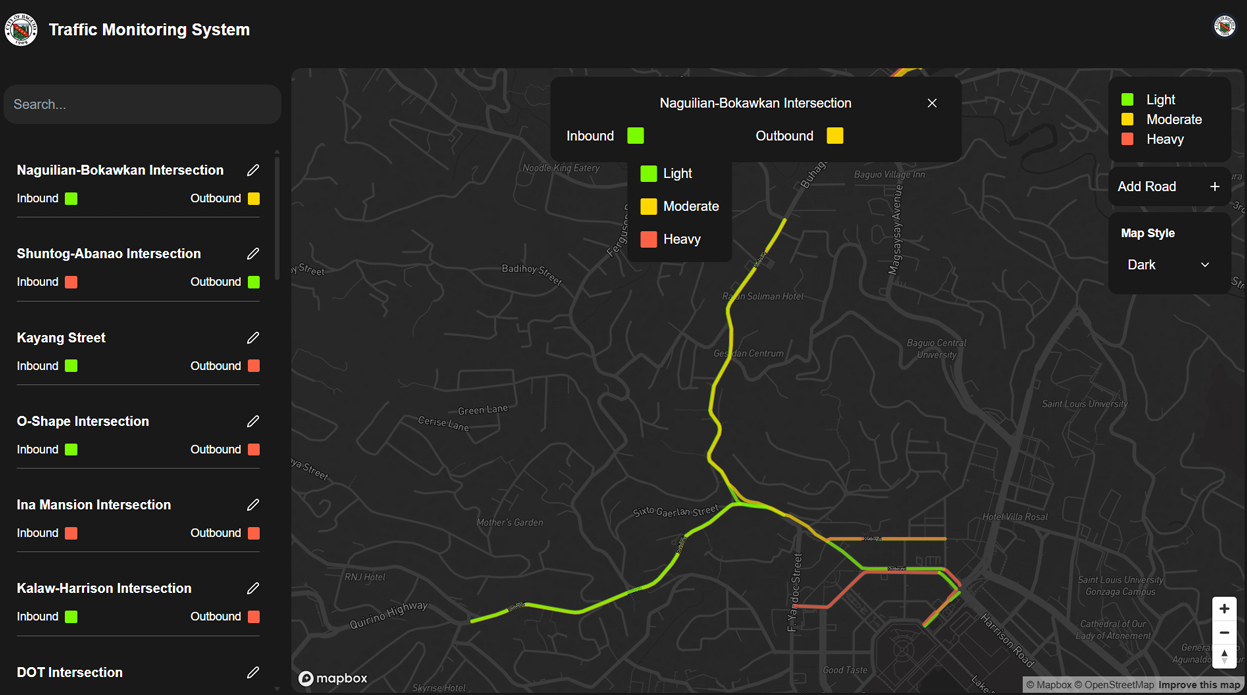 Traffic Monitoring System
Search...
Naguilian-Bokawkan Intersection
Inbound Outbound
Shuntog-Abanao Intersection
Inbound Outbound
Kayang Street
Inbound Outbound
O-Shape Intersection
Inbound Outbound
Ina Mansion Intersection
Inbound Outbound
Kalaw-Harrison Intersection
Inbound Outbound
DOT Intersection
Naguilian-Bokawkan Intersection
Inbound Outbound
Light
Moderate
Heavy
Light
Moderate
Heavy
Add Road
Map Style
Dark
Noodle King Eatery
Baguio Village Inn
Magsaysay Avenue
Badihoy Street
Rajah Soliman Hotel
Gestdan Centrum
Baguio Central
University
Saint Louis University
Green Lane
Cerise Lane
Sixto Gaerlan Street
Mother's Garden
Hotel Villa Rosal
RNJ Hotel
F. Yandoc Street
Saint Louis University
Gonzaga Campus
Quirino Highway
Harrison Road
Cathedral of Our
Lady of Atonement
Good Taste
Skyrise Hotel
mapbox
© Mapbox © OpenStreetMap Improve this map